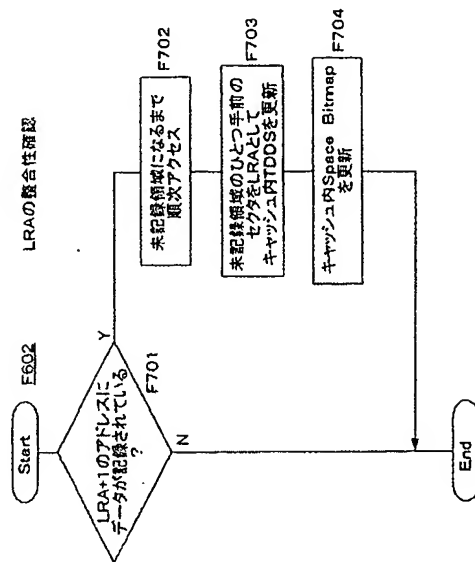 LRAの整合性確認
F602
Start
LRA+1のアドレスに
データが記録されている
?
F701
Y
N
F702
未記録領域になるまで
順次アクセス
F703
未記録領域のひとつ手前の
セクタをLRAとして
キャッシュ内TDDSを更新
F704
キャッシュ内Space Bitmap
を更新
End